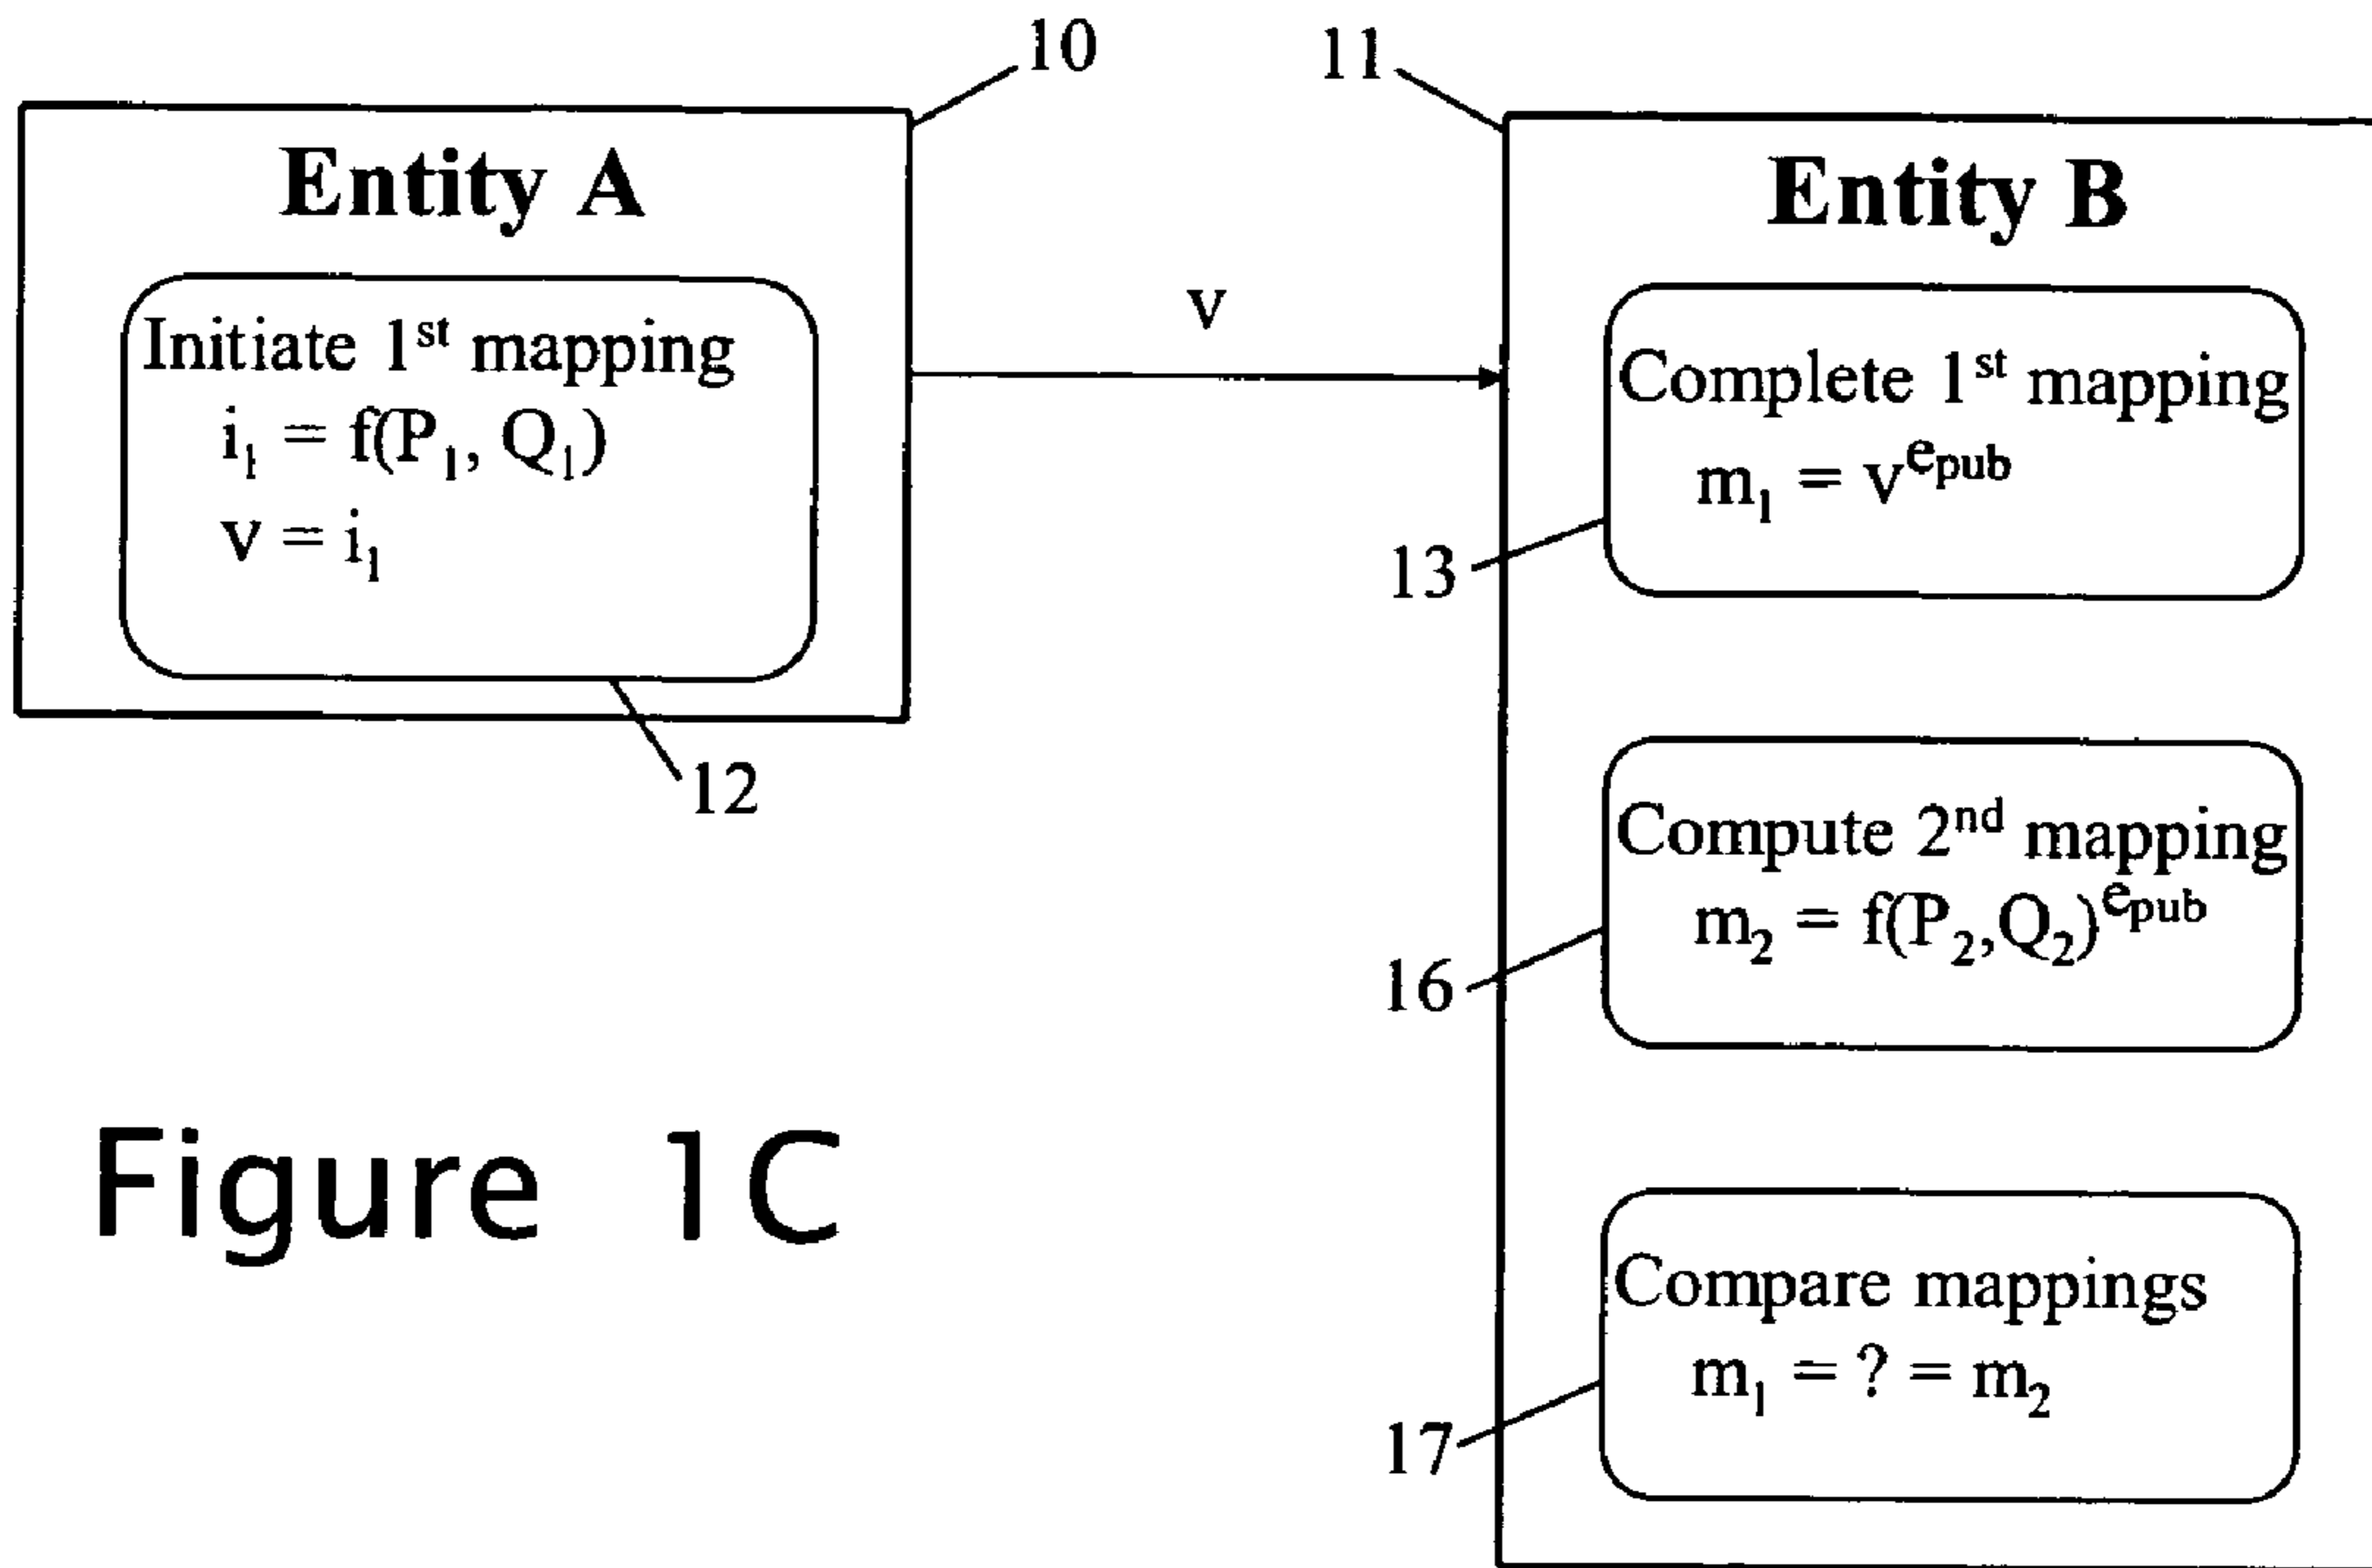 10
11
Entity A
Initiate 1st mapping
i1 = f(P1, Q1)
v = i1
12
v
Entity B
Complete 1st mapping
m1 = v^epub
13
Compute 2nd mapping
m2 = f(P2,Q2)^epub
16
Compare mappings
m1 = ? = m2
17
Figure 1C